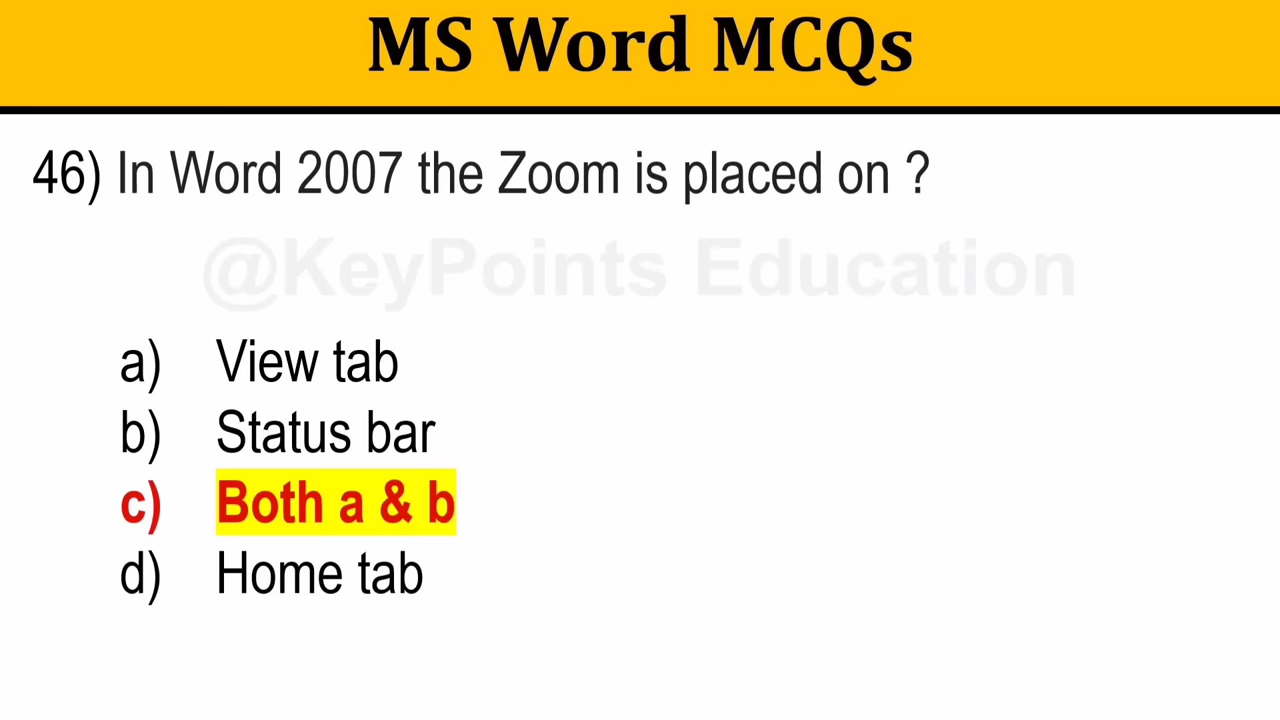 MS Word MCQs
46) In Word 2007 the Zoom is placed on ?
@KeyPoints Education
a) View tab
b) Status bar
c) Both a & b
d) Home tab